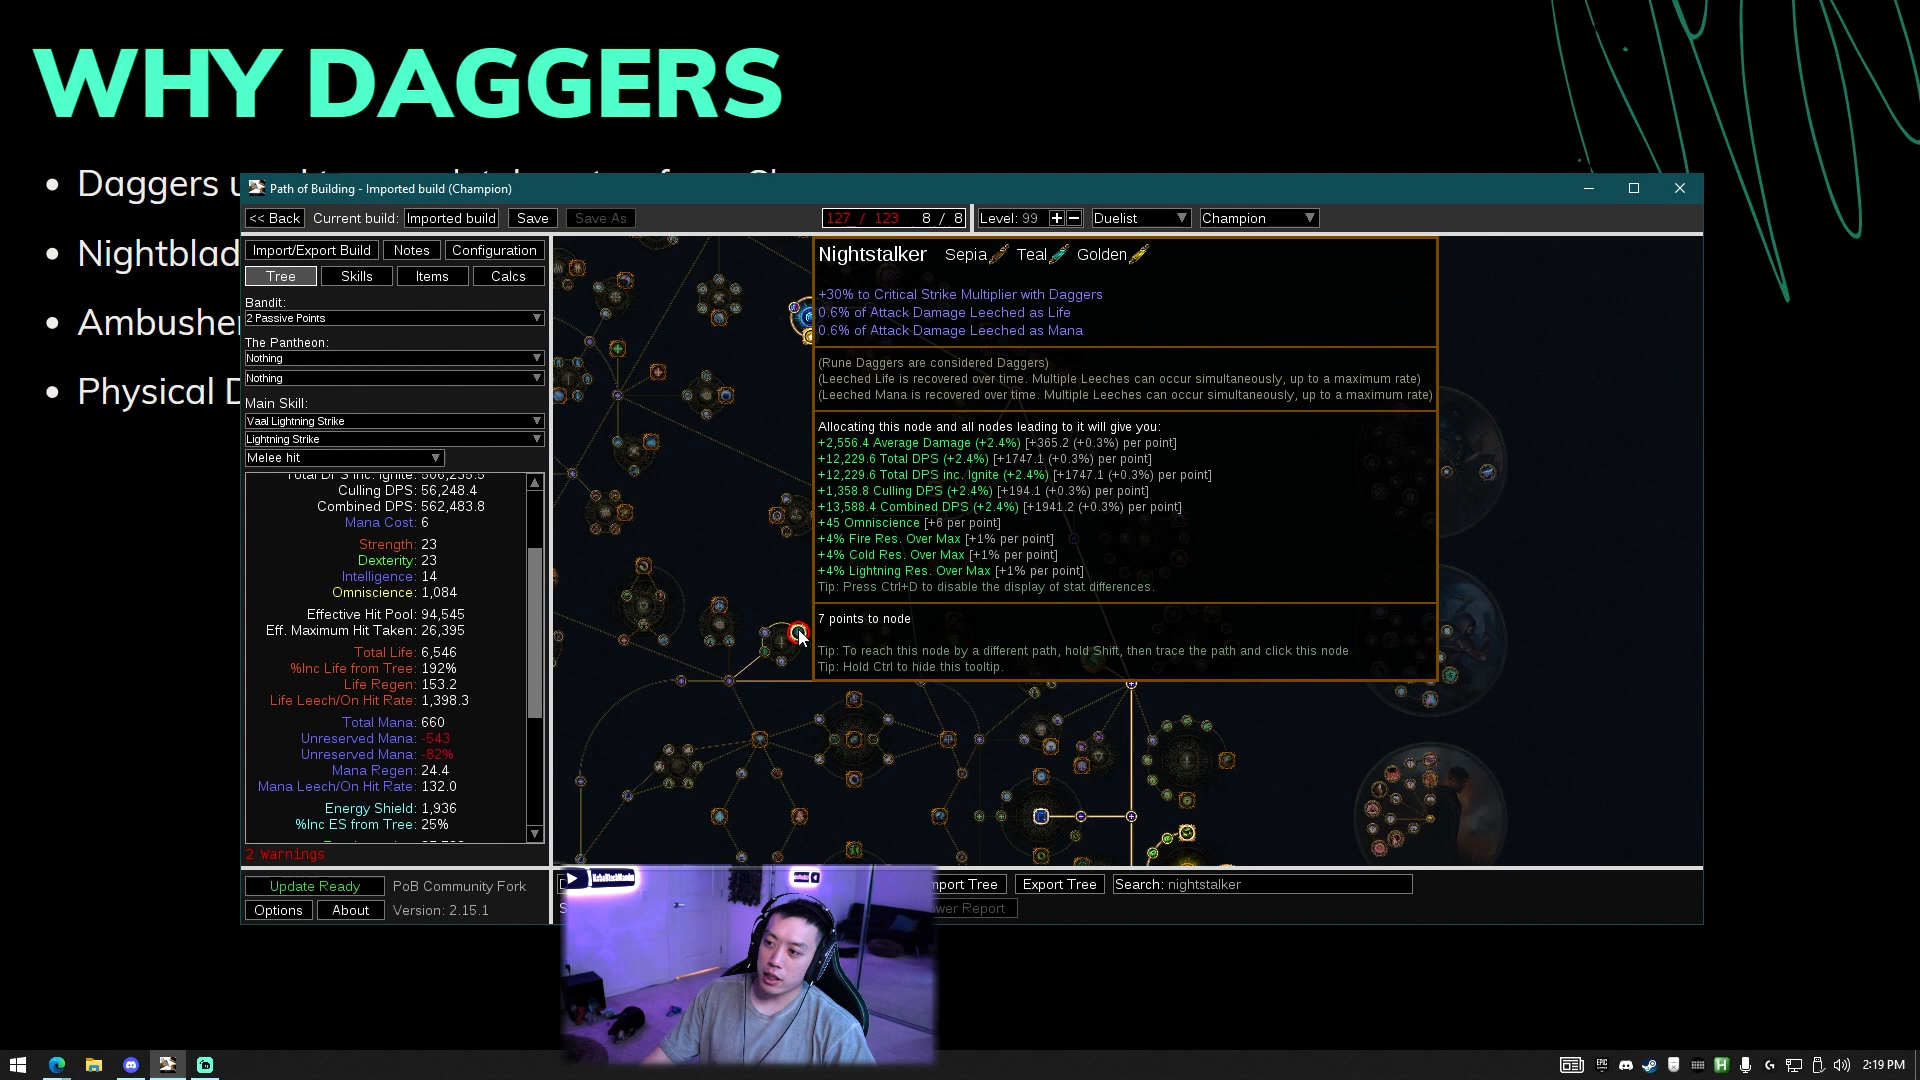 WHY DAGGERS
• Daggers
• Nightblad
• Ambushe
• Physical D
Path of Building - Imported build (Champion)
<< Back
Current build: Imported build
Save
Save As
127 / 123 8 / 8
Level: 99 + −
Duelist
Champion
Import/Export Build
Notes
Configuration
Tree
Skills
Items
Calcs
Bandit:
2 Passive Points
The Pantheon:
Nothing
Nothing
Main Skill:
Vaal Lightning Strike
Lightning Strike
Melee hit
Total DPS inc. Ignite:
Culling DPS: 56,248.4
Combined DPS: 562,483.8
Mana Cost: 6
Strength: 23
Dexterity: 23
Intelligence: 14
Omniscience: 1,084
Effective Hit Pool: 94,545
Eff. Maximum Hit Taken: 26,395
Total Life: 6,546
%Inc Life from Tree: 192%
Life Regen: 153.2
Life Leech/On Hit Rate: 1,398.3
Total Mana: 660
Unreserved Mana: -543
Unreserved Mana: -82%
Mana Regen: 24.4
Mana Leech/On Hit Rate: 132.0
Energy Shield: 1,936
%Inc ES from Tree: 25%
2 Warnings
Update Ready
PoB Community Fork
Options
About
Version: 2.15.1
Nightstalker Sepia Teal Golden
+30% to Critical Strike Multiplier with Daggers
0.6% of Attack Damage Leeched as Life
0.6% of Attack Damage Leeched as Mana
(Rune Daggers are considered Daggers)
(Leeched Life is recovered over time. Multiple Leeches can occur simultaneously, up to a maximum rate)
(Leeched Mana is recovered over time. Multiple Leeches can occur simultaneously, up to a maximum rate)
Allocating this node and all nodes leading to it will give you:
+2,556.4 Average Damage (+2.4%) [+365.2 (+0.3%) per point]
+12,229.6 Total DPS (+2.4%) [+1747.1 (+0.3%) per point]
+12,229.6 Total DPS inc. Ignite (+2.4%) [+1747.1 (+0.3%) per point]
+1,358.8 Culling DPS (+2.4%) [+194.1 (+0.3%) per point]
+13,588.4 Combined DPS (+2.4%) [+1941.2 (+0.3%) per point]
+45 Omniscience [+6 per point]
+4% Fire Res. Over Max [+1% per point]
+4% Cold Res. Over Max [+1% per point]
+4% Lightning Res. Over Max [+1% per point]
Tip: Press Ctrl+D to disable the display of stat differences.
7 points to node
Tip: To reach this node by a different path, hold Shift, then trace the path and click this node
Tip: Hold Ctrl to hide this tooltip.
mport Tree
Export Tree
Search: nightstalker
wer Report
2:19 PM